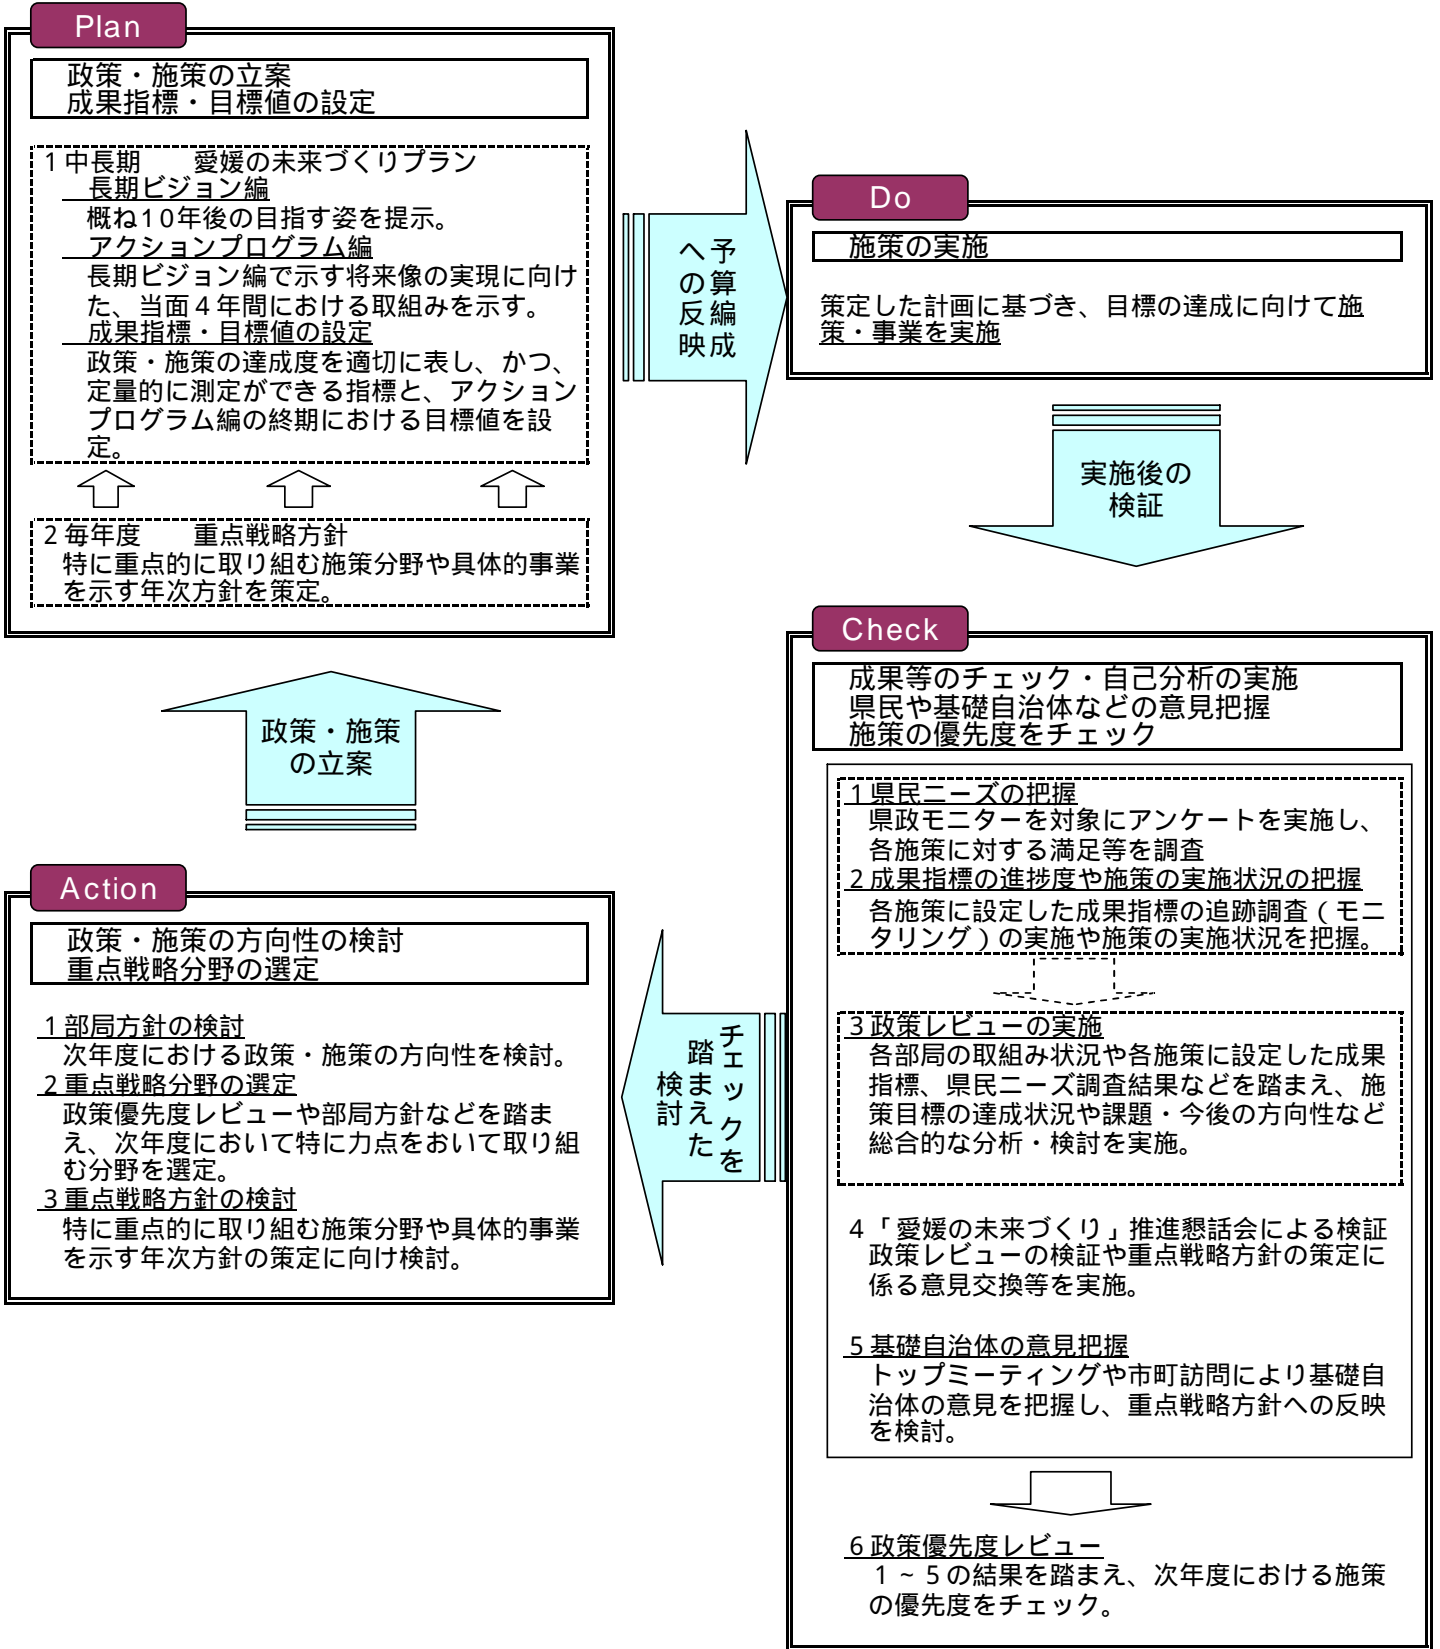 Plan
政策・施策の立案
成果指標・目標値の設定
1 中長期　　愛媛の未来づくりプラン
長期ビジョン編
概ね10年後の目指す姿を提示。
アクションプログラム編
長期ビジョン編で示す将来像の実現に向け
た、当面4年間における取組みを示す。
成果指標・目標値の設定
政策・施策の達成度を適切に表し、かつ、
定量的に測定ができる指標と、アクション
プログラム編の終期における目標値を設
定。
2 毎年度　　重点戦略方針
特に重点的に取り組む施策分野や具体的事業
を示す年次方針を策定。
予算編成
への反映
Do
施策の実施
策定した計画に基づき、目標の達成に向けて施
策・事業を実施
実施後の
検証
Check
成果等のチェック・自己分析の実施
県民や基礎自治体などの意見把握
施策の優先度をチェック
1 県民ニーズの把握
県政モニターを対象にアンケートを実施し、
各施策に対する満足等を調査
2 成果指標の進捗度や施策の実施状況の把握
各施策に設定した成果指標の追跡調査（モニ
タリング）の実施や施策の実施状況を把握。
3 政策レビューの実施
各部局の取組み状況や各施策に設定した成果
指標、県民ニーズ調査結果などを踏まえ、施
策目標の達成状況や課題・今後の方向性など
総合的な分析・検討を実施。
4 「愛媛の未来づくり」推進懇話会による検証
政策レビューの検証や重点戦略方針の策定に
係る意見交換等を実施。
5 基礎自治体の意見把握
トップミーティングや市町訪問により基礎自
治体の意見を把握し、重点戦略方針への反映
を検討。
6 政策優先度レビュー
1～5の結果を踏まえ、次年度における施策
の優先度をチェック。
チェックを
踏まえた
検討
Action
政策・施策の方向性の検討
重点戦略分野の選定
1 部局方針の検討
次年度における政策・施策の方向性を検討。
2 重点戦略分野の選定
政策優先度レビューや部局方針などを踏ま
え、次年度において特に力点をおいて取り組
む分野を選定。
3 重点戦略方針の検討
特に重点的に取り組む施策分野や具体的事業
を示す年次方針の策定に向け検討。
政策・施策
の立案